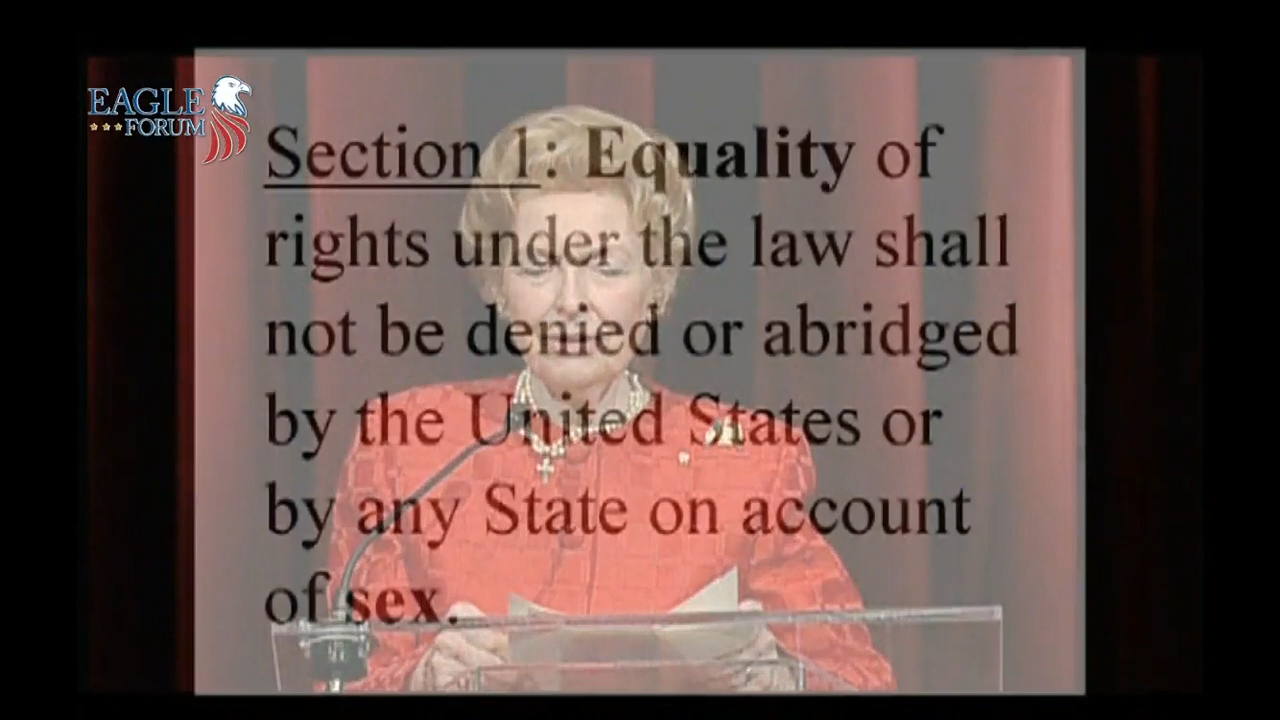 EAGLE
FORUM
Section 1: Equality of
rights under the law shall
not be denied or abridged
by the United States or
by any State on account
of sex.